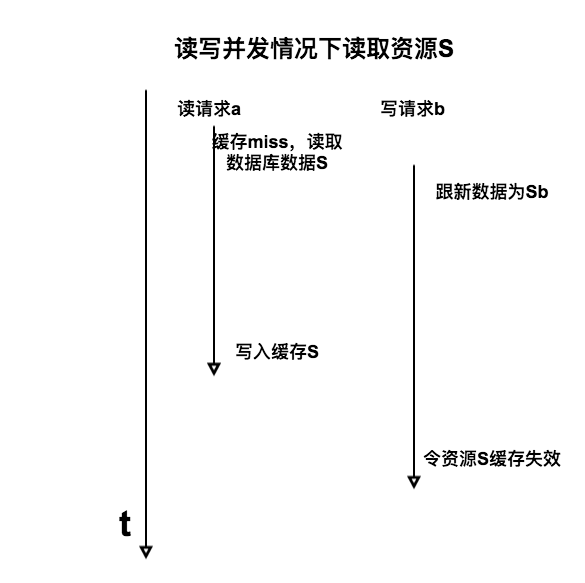 读写并发情况下读取资源S
读请求a
写请求b
缓存miss，读取
数据库数据S
跟新数据为Sb
写入缓存S
令资源S缓存失效
t